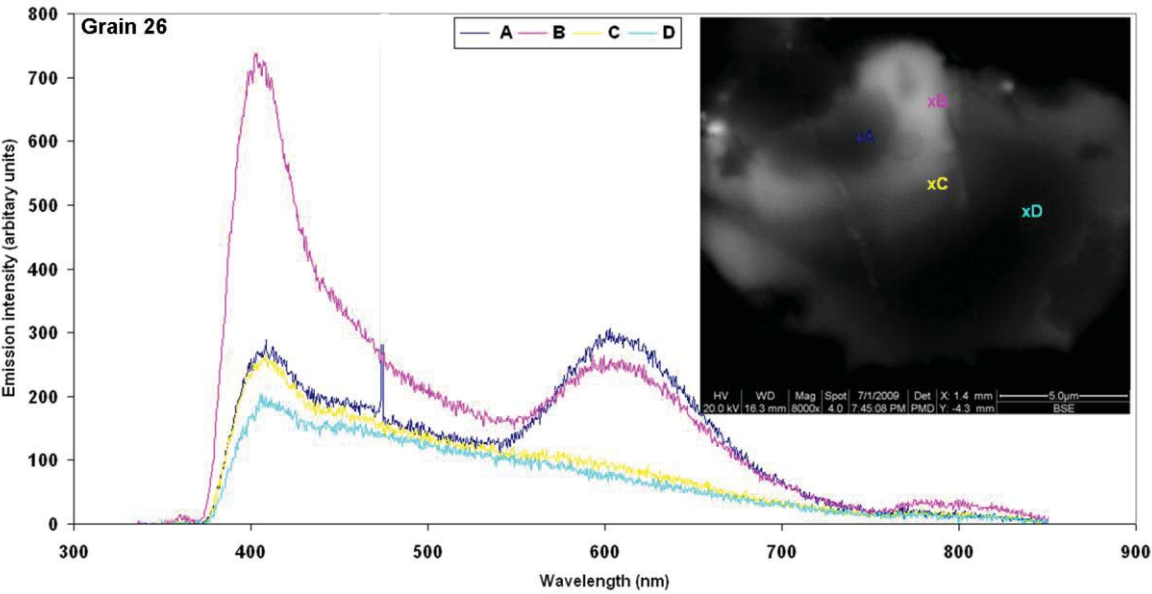 Grain 26
A B C D
Emission intensity (arbitary units)
800
700
600
500
400
300
200
100
0
300 400 500 600 700 800 900
Wavelength (nm)
xB
xA
xC
xD
HV WD Mag Spot 7/1/2009 Det X: 1.4 mm 5.0µm
20.0 kV 16.3 mm 8000x 4.0 7:45:08 PM PMD Y: -4.3 mm BSE